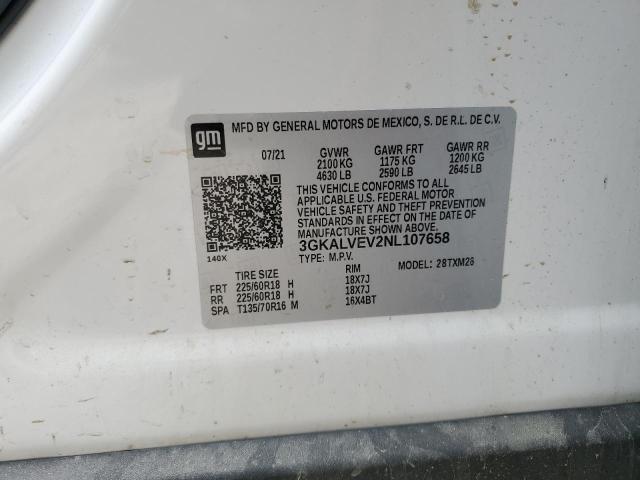 gm
MFD BY GENERAL MOTORS DE MEXICO, S. DE R.L. DE C.V.
07/21 GVWR GAWR FRT GAWR RR
2100 KG 1175 KG 1200 KG
4630 LB 2590 LB 2645 LB
THIS VEHICLE CONFORMS TO ALL
APPLICABLE U.S. FEDERAL MOTOR
VEHICLE SAFETY AND THEFT PREVENTION
STANDARDS IN EFFECT ON THE DATE OF
MANUFACTURE SHOWN ABOVE.
3GKALVEV2NL107658
140X
TYPE: M.P.V. MODEL: 28TXM26
TIRE SIZE RIM
FRT 225/60R18 H 18X7J
RR 225/60R18 H 18X7J
SPA T135/70R16 M 16X4BT